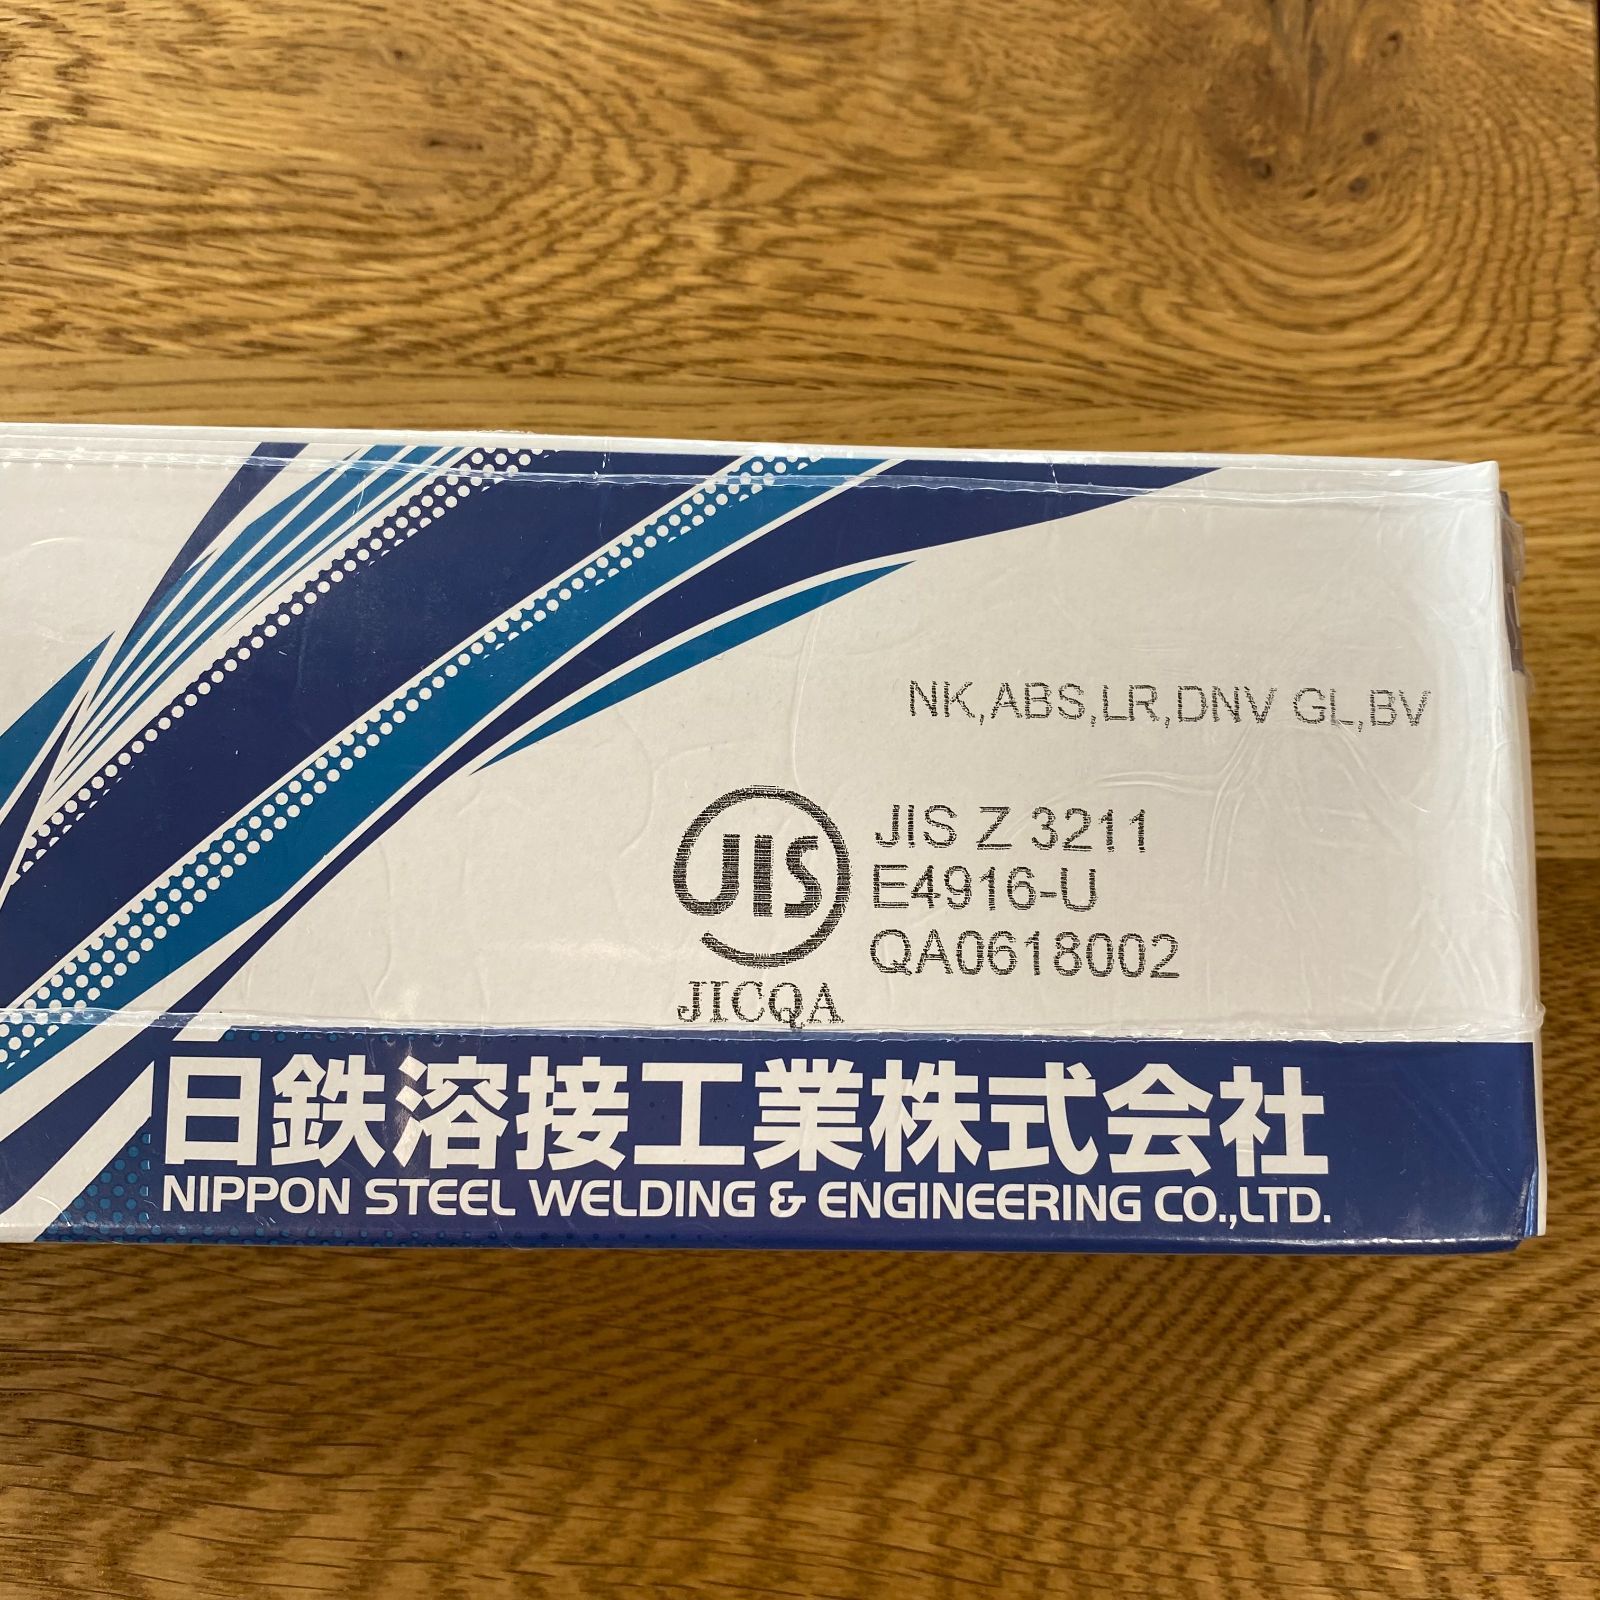 NK,ABS,LR,DNV GL,BV
JIS
JIS Z 3211
E4916-U
QA0618002
JICQA
日鉄溶接工業株式会社
NIPPON STEEL WELDING & ENGINEERING CO.,LTD.